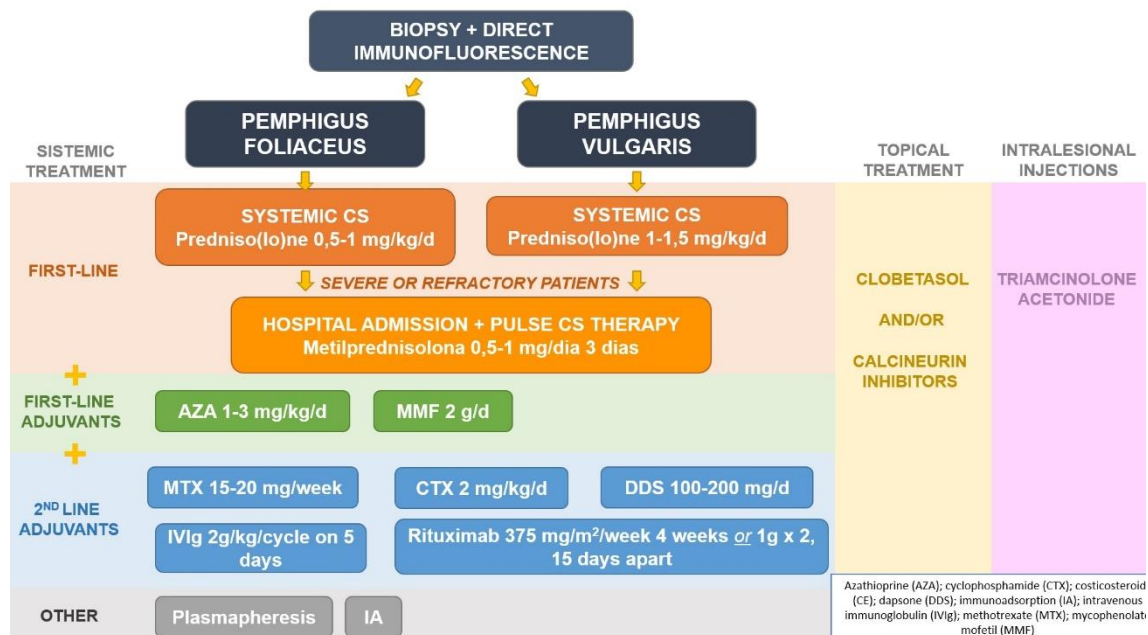 BIOPSY + DIRECT
IMMUNOFLUORESCENCE
PEMPHIGUS
FOLIACEUS
PEMPHIGUS
VULGARIS
SISTEMIC
TREATMENT
TOPICAL
TREATMENT
INTRALESIONAL
INJECTIONS
FIRST-LINE
SYSTEMIC CS
Predniso(lo)ne 0,5-1 mg/kg/d
SYSTEMIC CS
Predniso(lo)ne 1-1,5 mg/kg/d
SEVERE OR REFRACTORY PATIENTS
HOSPITAL ADMISSION + PULSE CS THERAPY
Metilprednisolona 0,5-1 mg/dia 3 dias
CLOBETASOL
AND/OR
CALCINEURIN
INHIBITORS
TRIAMCINOLONE
ACETONIDE
+
FIRST-LINE
ADJUVANTS
AZA 1-3 mg/kg/d
MMF 2 g/d
+
2ND LINE
ADJUVANTS
MTX 15-20 mg/week
CTX 2 mg/kg/d
DDS 100-200 mg/d
IVIg 2g/kg/cycle on 5
days
Rituximab 375 mg/m²/week 4 weeks or 1g x 2,
15 days apart
OTHER
Plasmapheresis
IA
Azathioprine (AZA); cyclophosphamide (CTX); costicosteroid
(CE); dapsone (DDS); immunoadsorption (IA); intravenous
immunoglobulin (IVIg); methotrexate (MTX); mycophenolate
mofetil (MMF)